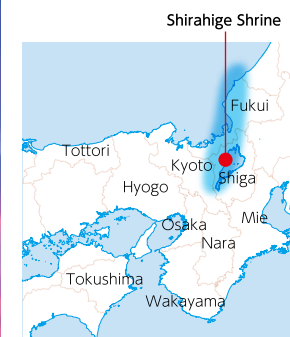 Shirahige Shrine
Fukui
Tottori
Kyoto
Shiga
Hyogo
Mie
Osaka
Nara
Tokushima
Wakayama